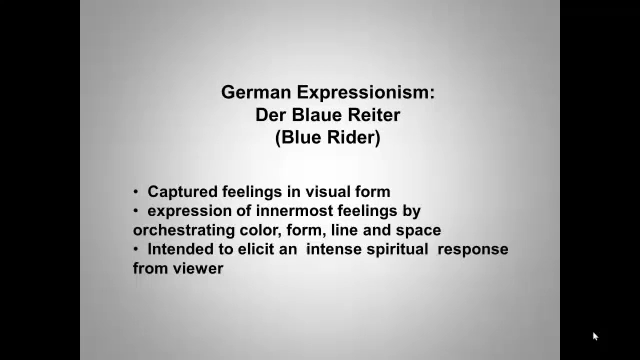 German Expressionism:
Der Blaue Reiter
(Blue Rider)
• Captured feelings in visual form
• expression of innermost feelings by
orchestrating color, form, line and space
• Intended to elicit an intense spiritual response
from viewer